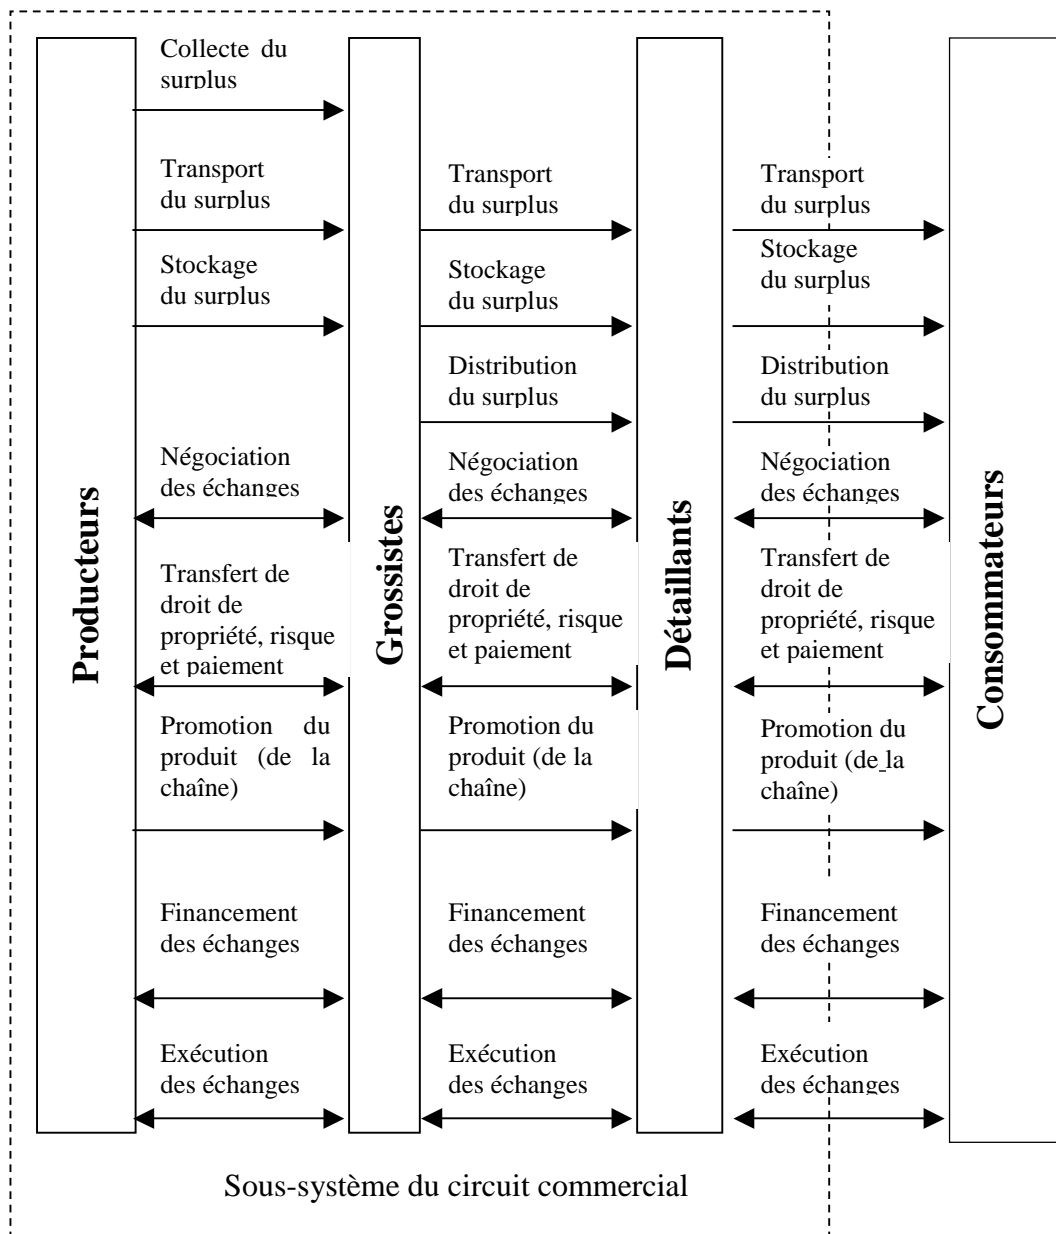 Collecte du
surplus
Transport
du surplus
Transport
du surplus
Transport
du surplus
Stockage
du surplus
Stockage
du surplus
Stockage
du surplus
Distribution
du surplus
Distribution
du surplus
Négociation
des échanges
Négociation
des échanges
Négociation
des échanges
Producteurs
Grossistes
Détaillants
Consommateurs
Transfert de
droit de
propriété, risque
et paiement
Transfert de
droit de
propriété, risque
et paiement
Transfert de
droit de
propriété, risque
et paiement
Promotion du
produit (de la
chaîne)
Promotion du
produit (de la
chaîne)
Promotion du
produit (de la
chaîne)
Financement
des échanges
Financement
des échanges
Financement
des échanges
Exécution
des échanges
Exécution
des échanges
Exécution
des échanges
Sous-système du circuit commercial